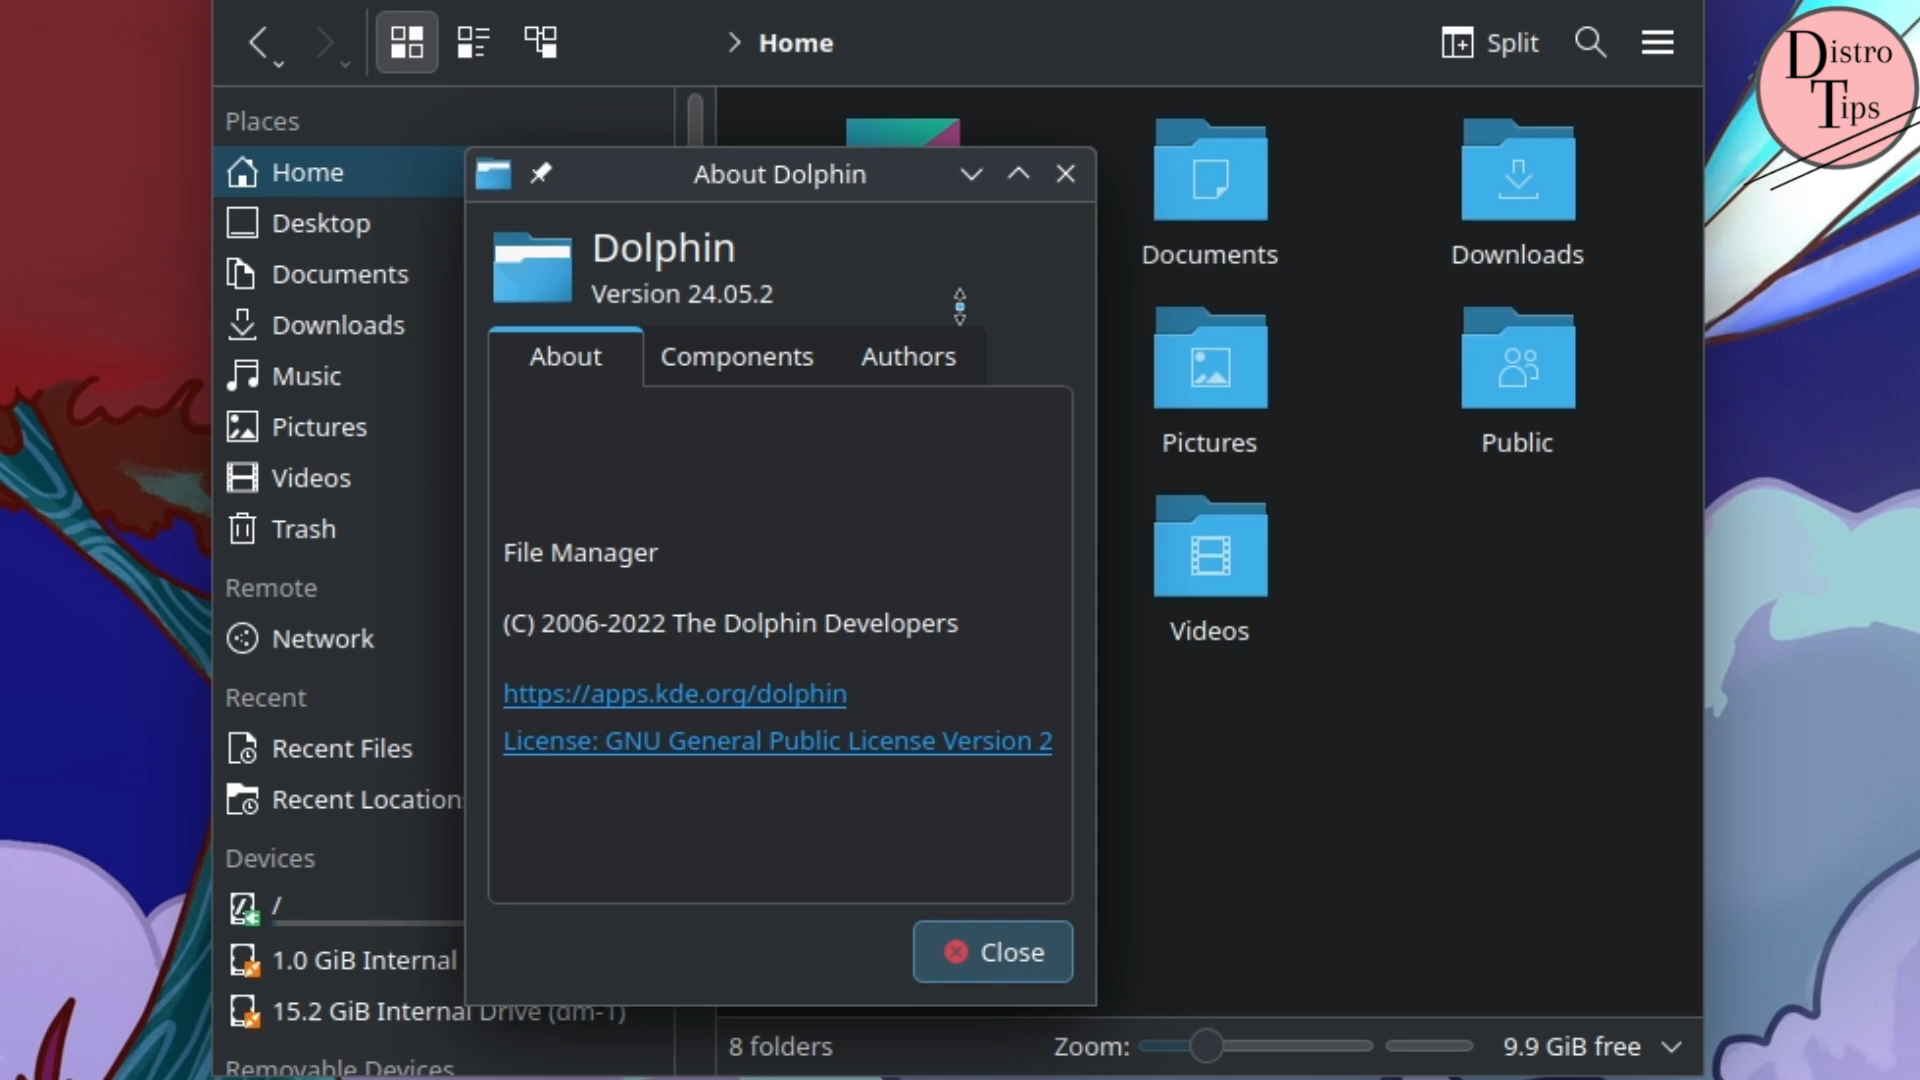 Home
Split
Distro
Tips
Places
Home
Desktop
Documents
Downloads
Music
Pictures
Videos
Trash
Remote
Network
Recent
Recent Files
Recent Location
Devices
/
1.0 GiB Internal
15.2 GiB Internal Drive (dm-1)
Removable Devices
About Dolphin
Dolphin
Version 24.05.2
About
Components
Authors
File Manager
(C) 2006-2022 The Dolphin Developers
https://apps.kde.org/dolphin
License: GNU General Public License Version 2
Close
Documents
Downloads
Pictures
Public
Videos
8 folders
Zoom:
9.9 GiB free